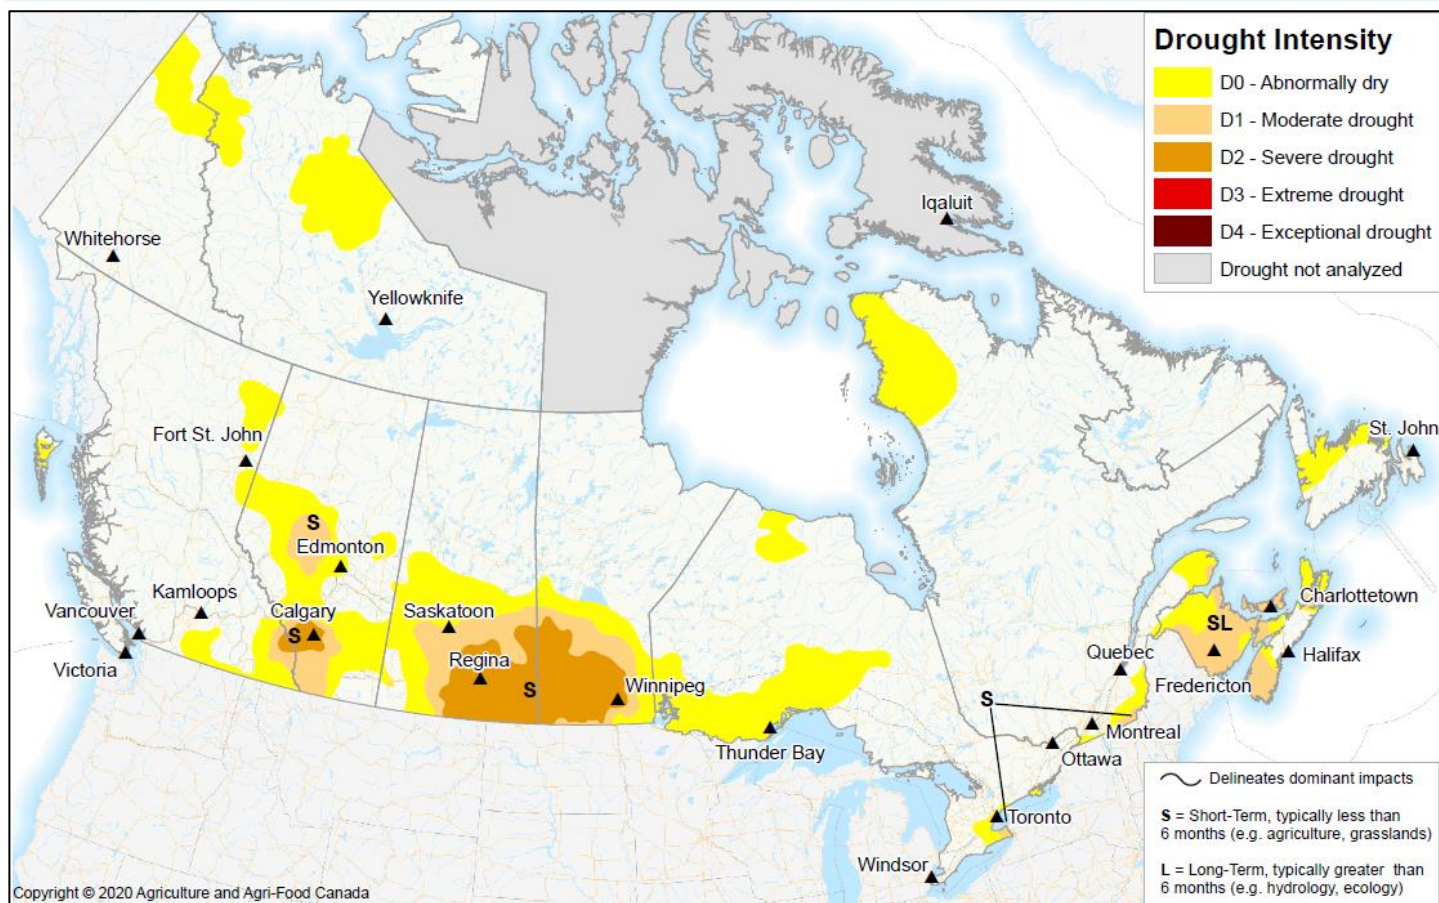 Drought Intensity
D0 - Abnormally dry
D1 - Moderate drought
D2 - Severe drought
D3 - Extreme drought
D4 - Exceptional drought
Drought not analyzed
Iqaluit
Whitehorse
Yellowknife
Fort St. John
St. John
S
Edmonton
Kamloops
Vancouver
Calgary
Saskatoon
Charlottetown
S
SL
Victoria
Regina
Quebec
Halifax
S
Winnipeg
Fredericton
S
Montreal
Thunder Bay
Ottawa
Toronto
Windsor
Delineates dominant impacts
S = Short-Term, typically less than
6 months (e.g. agriculture, grasslands)
L = Long-Term, typically greater than
6 months (e.g. hydrology, ecology)
Copyright © 2020 Agriculture and Agri-Food Canada